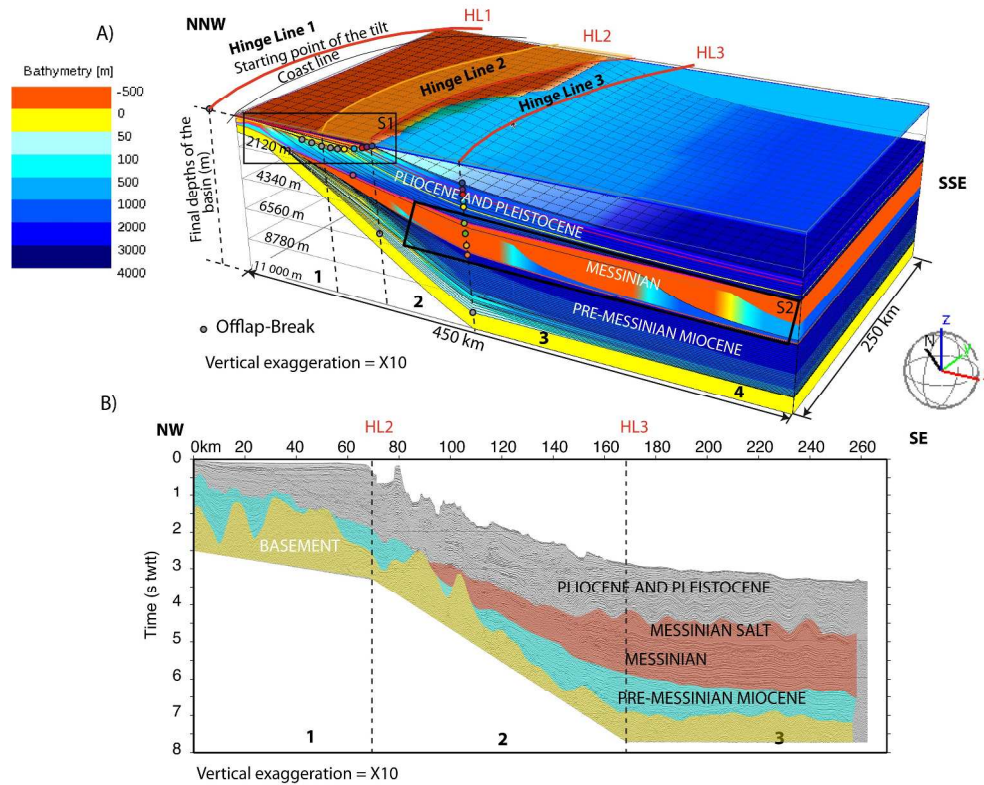 A)
NNW
HL1
HL2
HL3
Hinge Line 1
Starting point of the tilt
Coast line
Hinge Line 2
Hinge Line 3
Bathymetry [m]
-500
0
50
100
500
1000
2000
3000
4000
Final depths of the
basin (m)
S1
2120 m
4340 m
6560 m
8780 m
11 000 m
PLIOCENE AND PLEISTOCENE
MESSINIAN
PRE-MESSINIAN MIOCENE
S2
SSE
1
2
3
4
450 km
250 km
Offlap-Break
Vertical exaggeration = X10
z
N
y
B)
NW
HL2
HL3
SE
0km 20 40 60 80 100 120 140 160 180 200 220 240 260
0
1
2
3
4
5
6
7
8
Time (s twtt)
BASEMENT
PLIOCENE AND PLEISTOCENE
MESSINIAN SALT
MESSINIAN
PRE-MESSINIAN MIOCENE
1
2
3
Vertical exaggeration = X10